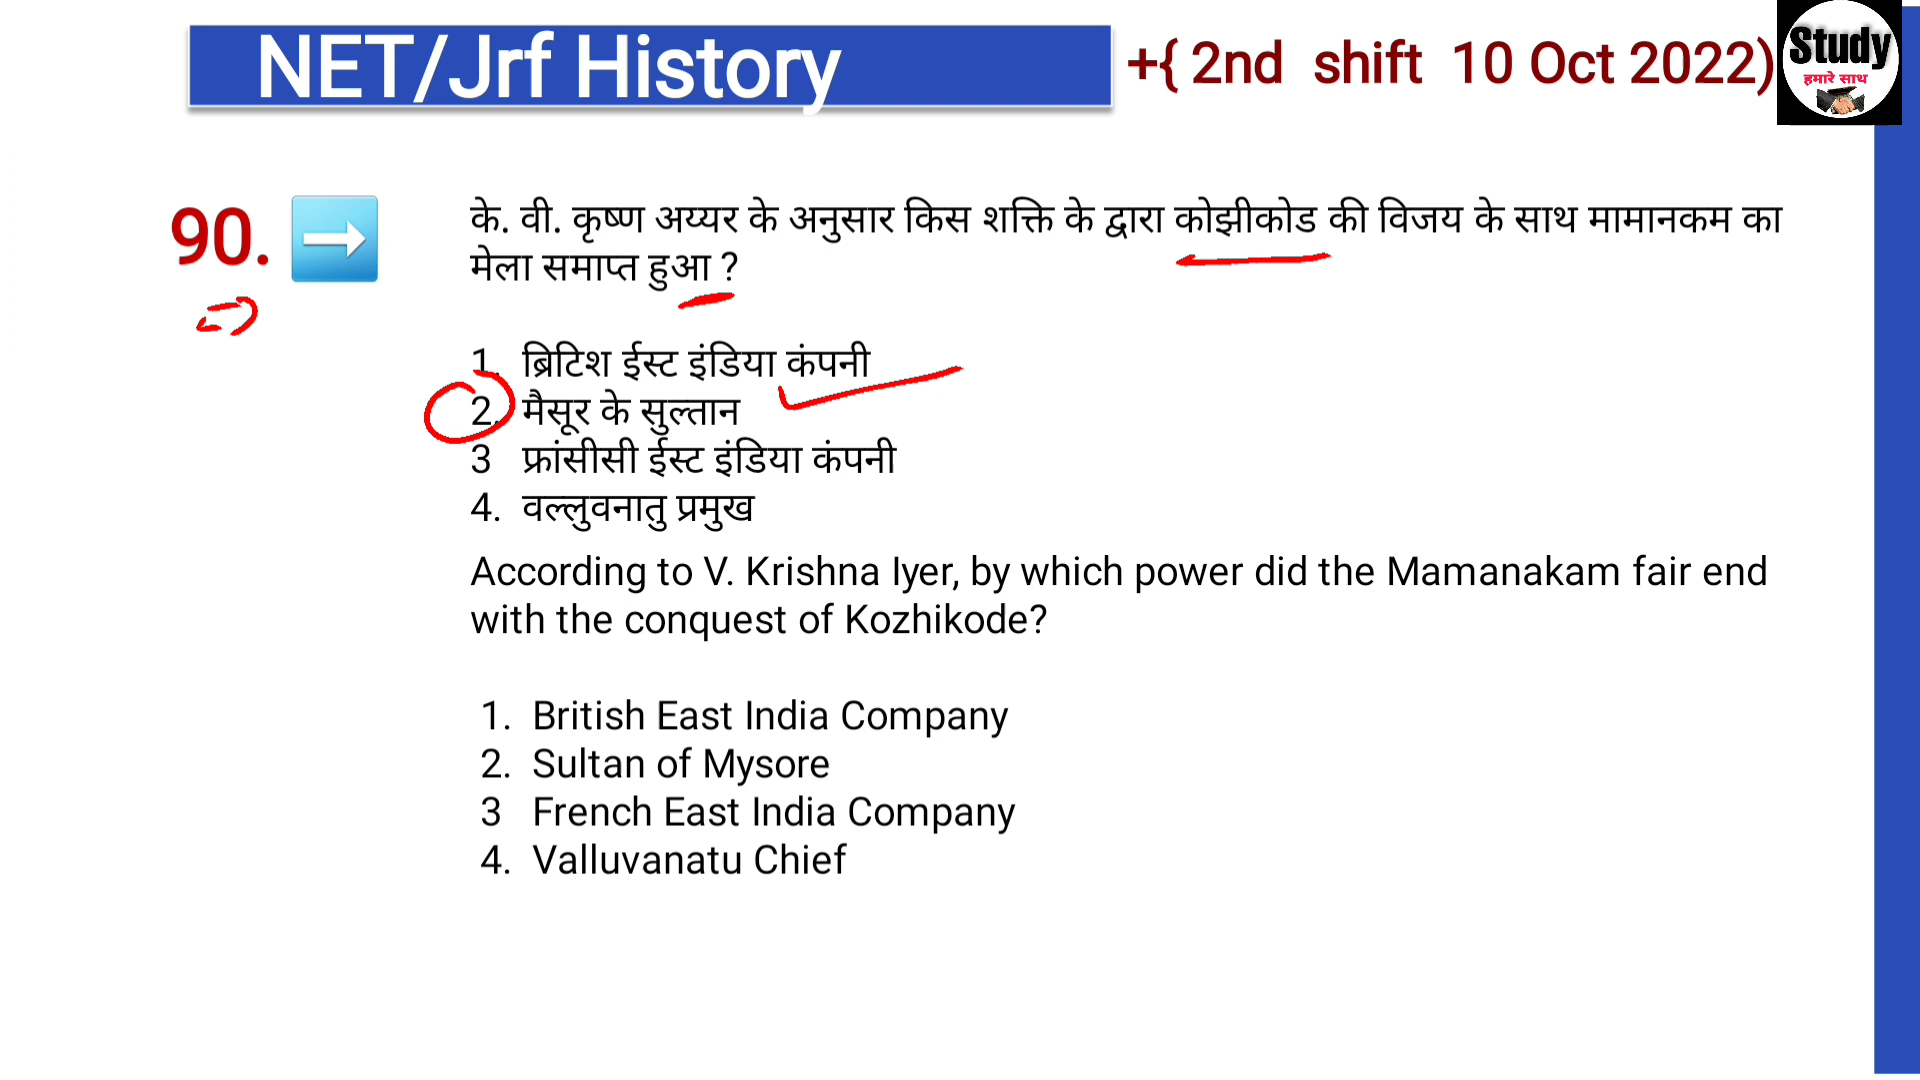 NET/Jrf History
+{ 2nd shift 10 Oct 2022)
Study
हमारे साथ
90.
के. वी. कृष्ण अय्यर के अनुसार किस शक्ति के द्वारा कोझीकोड की विजय के साथ मामानकम का
मेला समाप्त हुआ ?
1. ब्रिटिश ईस्ट इंडिया कंपनी
2. मैसूर के सुल्तान
3 फ्रांसीसी ईस्ट इंडिया कंपनी
4. वल्लुवनातु प्रमुख
According to V. Krishna Iyer, by which power did the Mamanakam fair end
with the conquest of Kozhikode?
1. British East India Company
2. Sultan of Mysore
3 French East India Company
4. Valluvanatu Chief